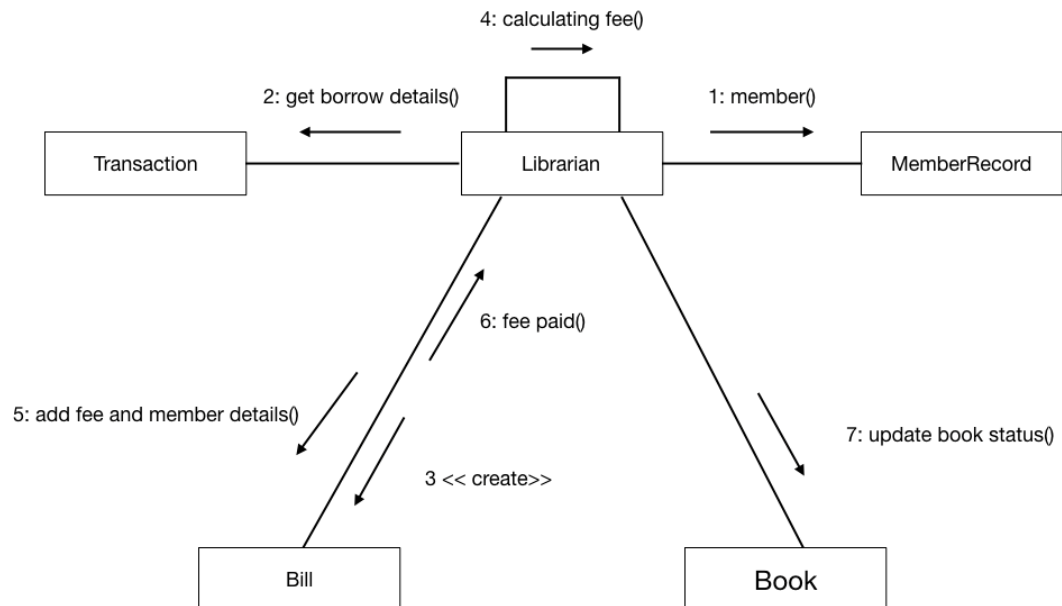 4: calculating fee()
2: get borrow details()
1: member()
Transaction
Librarian
MemberRecord
6: fee paid()
5: add fee and member details()
7: update book status()
3 << create>>
Bill
Book